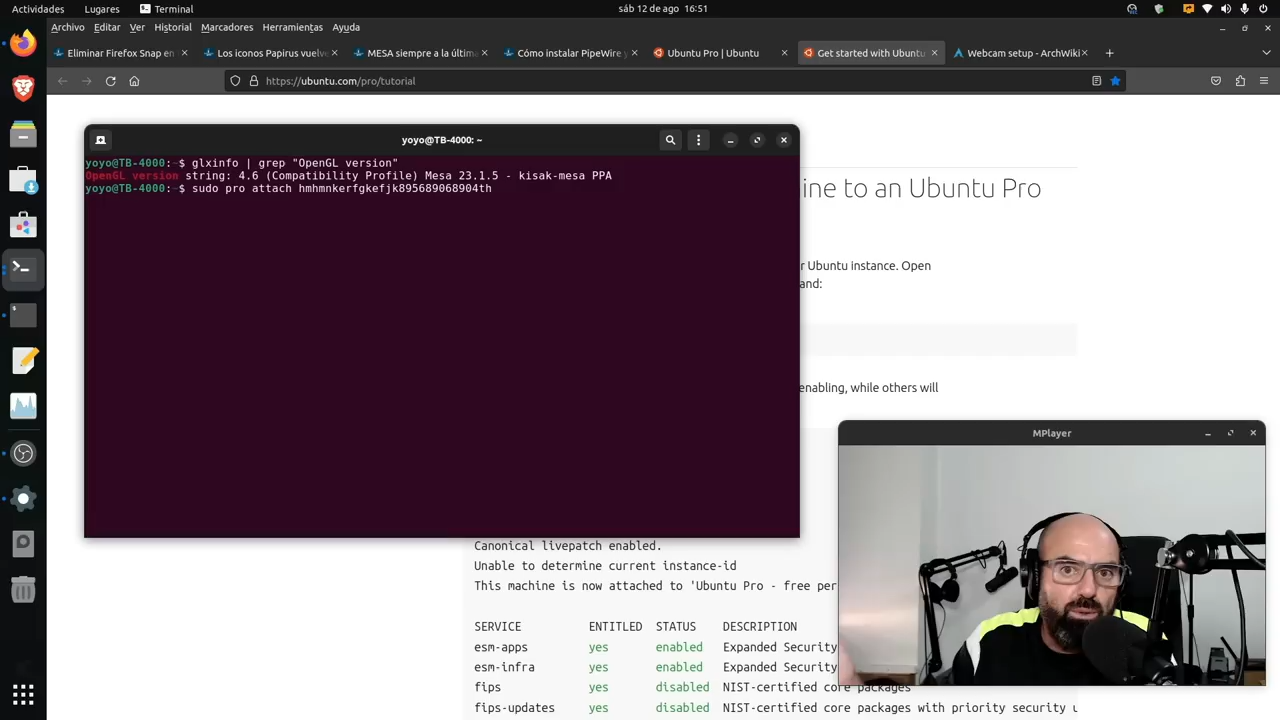 Actividades Lugares Terminal sáb 12 de ago 16:51
Archivo Editar Ver Historial Marcadores Herramientas Ayuda
Eliminar Firefox Snap en Los iconos Papirus vuelve MESA siempre a la última Cómo instalar PipeWire y Ubuntu Pro | Ubuntu Get started with Ubuntu Webcam setup - ArchWiki
https://ubuntu.com/pro/tutorial
yoyo@TB-4000: ~
yoyo@TB-4000:~$ glxinfo | grep "OpenGL version"
OpenGL version string: 4.6 (Compatibility Profile) Mesa 23.1.5 - kisak-mesa PPA
yoyo@TB-4000:~$ sudo pro attach hmhmnkerfgkefjk895689068904th
ine to an Ubuntu Pro
r Ubuntu instance. Open
and:
enabling, while others will
MPlayer
Canonical livepatch enabled.
Unable to determine current instance-id
This machine is now attached to 'Ubuntu Pro - free per
SERVICE ENTITLED STATUS DESCRIPTION
esm-apps yes enabled Expanded Security
esm-infra yes enabled Expanded Security
fips yes disabled NIST-certified core packages
fips-updates yes disabled NIST-certified core packages with priority security u